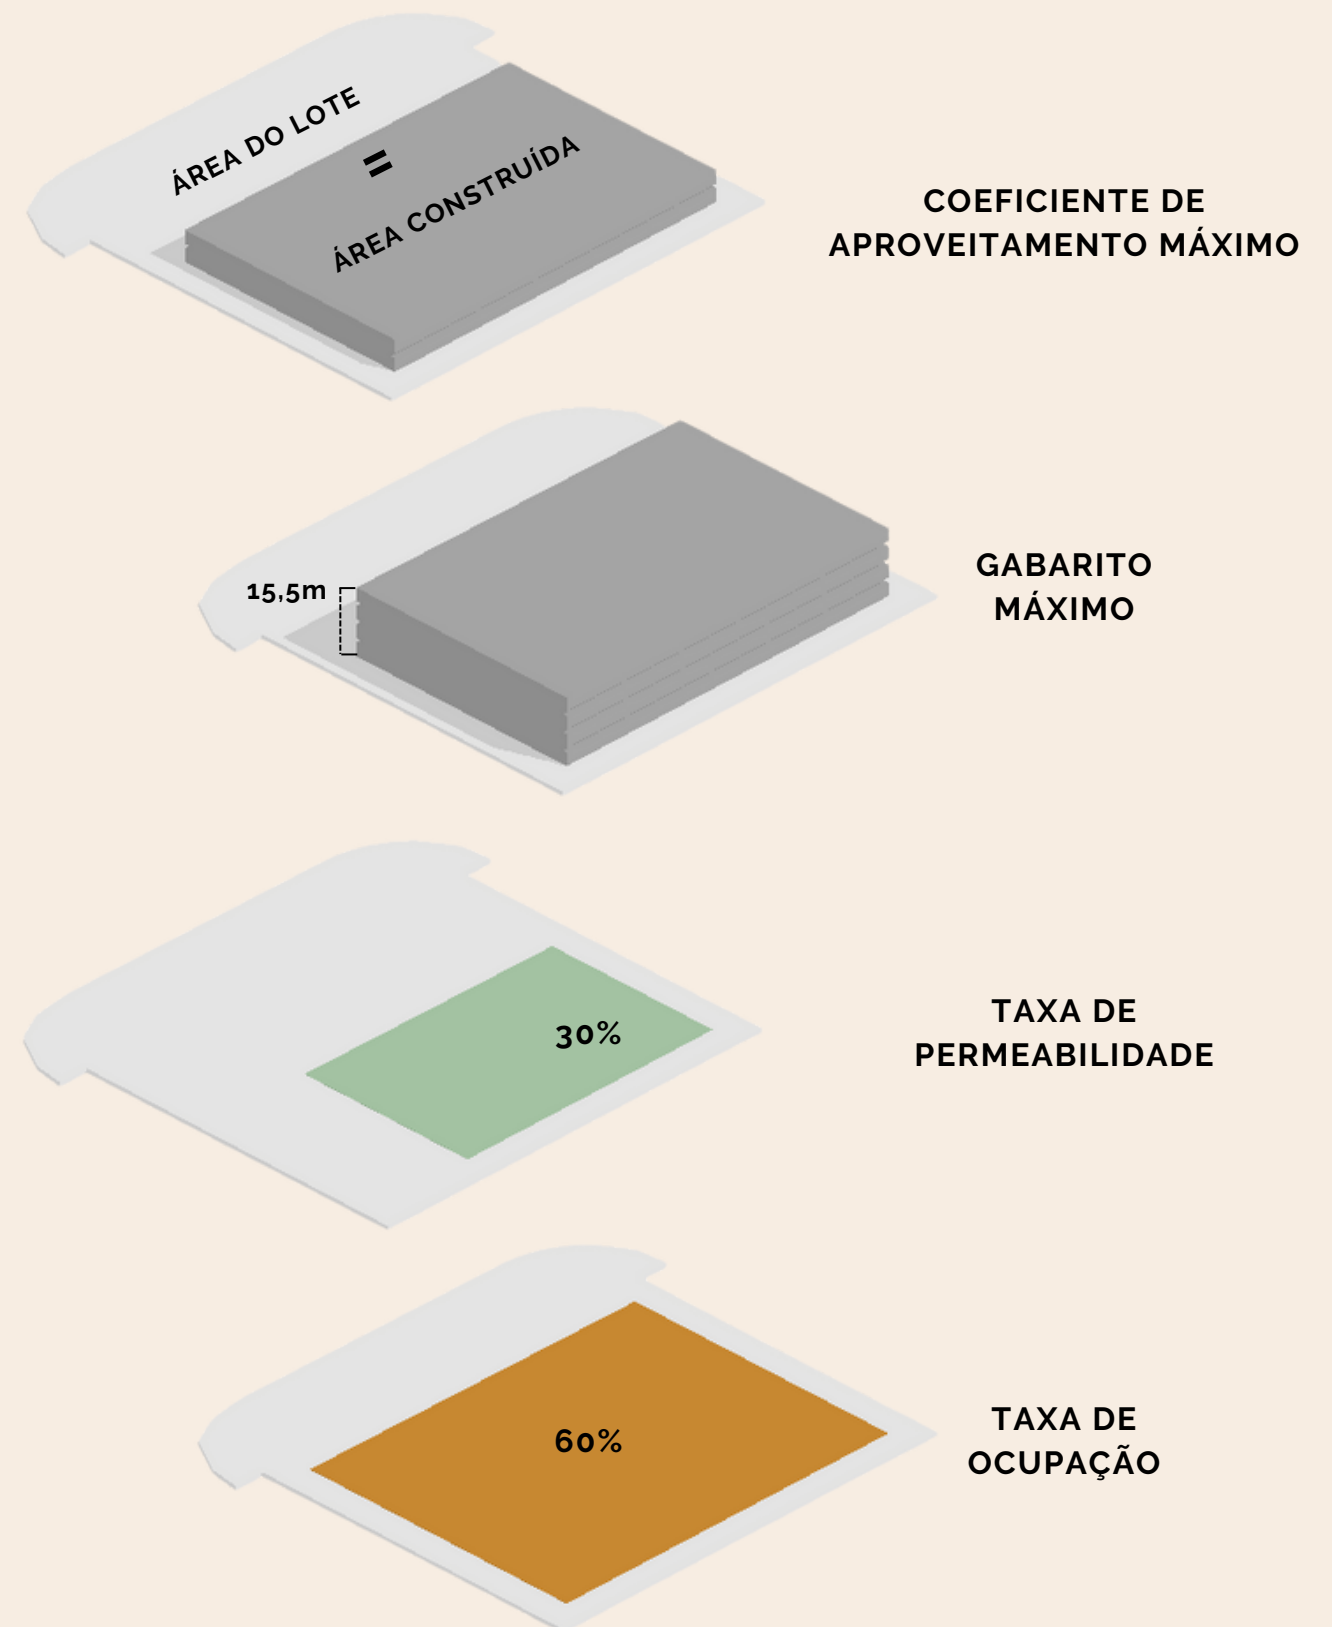 ÁREA DO LOTE
=
ÁREA CONSTRUÍDA
COEFICIENTE DE
APROVEITAMENTO MÁXIMO
15,5m
GABARITO
MÁXIMO
30%
TAXA DE
PERMEABILIDADE
60%
TAXA DE
OCUPAÇÃO